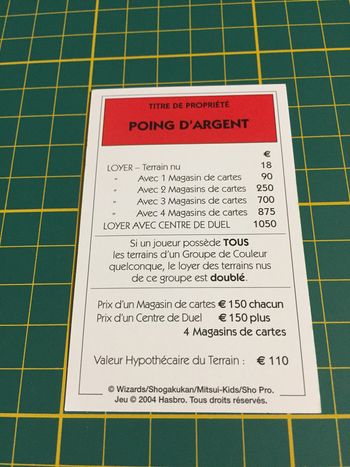 TITRE DE PROPRIÉTÉ
POING D'ARGENT
€
LOYER – Terrain nu 18
" Avec 1 Magasin de cartes 90
" Avec 2 Magasins de cartes 250
" Avec 3 Magasins de cartes 700
" Avec 4 Magasins de cartes 875
LOYER AVEC CENTRE DE DUEL 1050
Si un joueur possède TOUS
les terrains d'un Groupe de Couleur
quelconque, le loyer des terrains nus
de ce groupe est doublé.
Prix d'un Magasin de cartes € 150 chacun
Prix d'un Centre de Duel € 150 plus
4 Magasins de cartes
Valeur Hypothécaire du Terrain : € 110
© Wizards/Shogakukan/Mitsui-Kids/Sho Pro.
Jeu © 2004 Hasbro. Tous droits réservés.